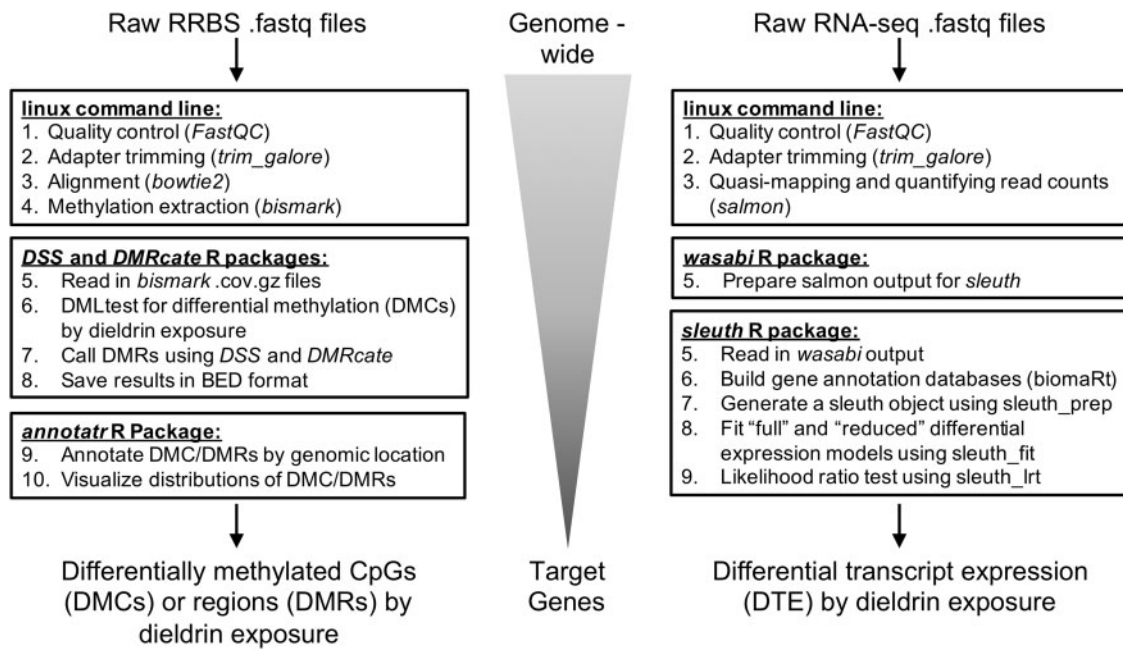 Raw RRBS .fastq files
linux command line:
1. Quality control (FastQC)
2. Adapter trimming (trim_galore)
3. Alignment (bowtie2)
4. Methylation extraction (bismark)
DSS and DMRcate R packages:
5. Read in bismark .cov.gz files
6. DMLtest for differential methylation (DMCs)
by dieldrin exposure
7. Call DMRs using DSS and DMRcate
8. Save results in BED format
annotatr R Package:
9. Annotate DMC/DMRs by genomic location
10. Visualize distributions of DMC/DMRs
Differentially methylated CpGs
(DMCs) or regions (DMRs) by
dieldrin exposure
Genome -
wide
Target
Genes
Raw RNA-seq .fastq files
linux command line:
1. Quality control (FastQC)
2. Adapter trimming (trim_galore)
3. Quasi-mapping and quantifying read counts
(salmon)
wasabi R package:
5. Prepare salmon output for sleuth
sleuth R package:
5. Read in wasabi output
6. Build gene annotation databases (biomaRt)
7. Generate a sleuth object using sleuth_prep
8. Fit “full” and “reduced” differential
expression models using sleuth_fit
9. Likelihood ratio test using sleuth_lrt
Differential transcript expression
(DTE) by dieldrin exposure